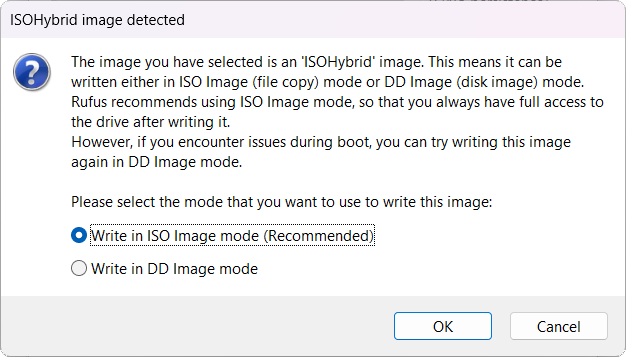 ISOHybrid image detected
The image you have selected is an 'ISOHybrid' image. This means it can be
written either in ISO Image (file copy) mode or DD Image (disk image) mode.
Rufus recommends using ISO Image mode, so that you always have full access to
the drive after writing it.
However, if you encounter issues during boot, you can try writing this image
again in DD Image mode.
Please select the mode that you want to use to write this image:
Write in ISO Image mode (Recommended)
Write in DD Image mode
OK
Cancel